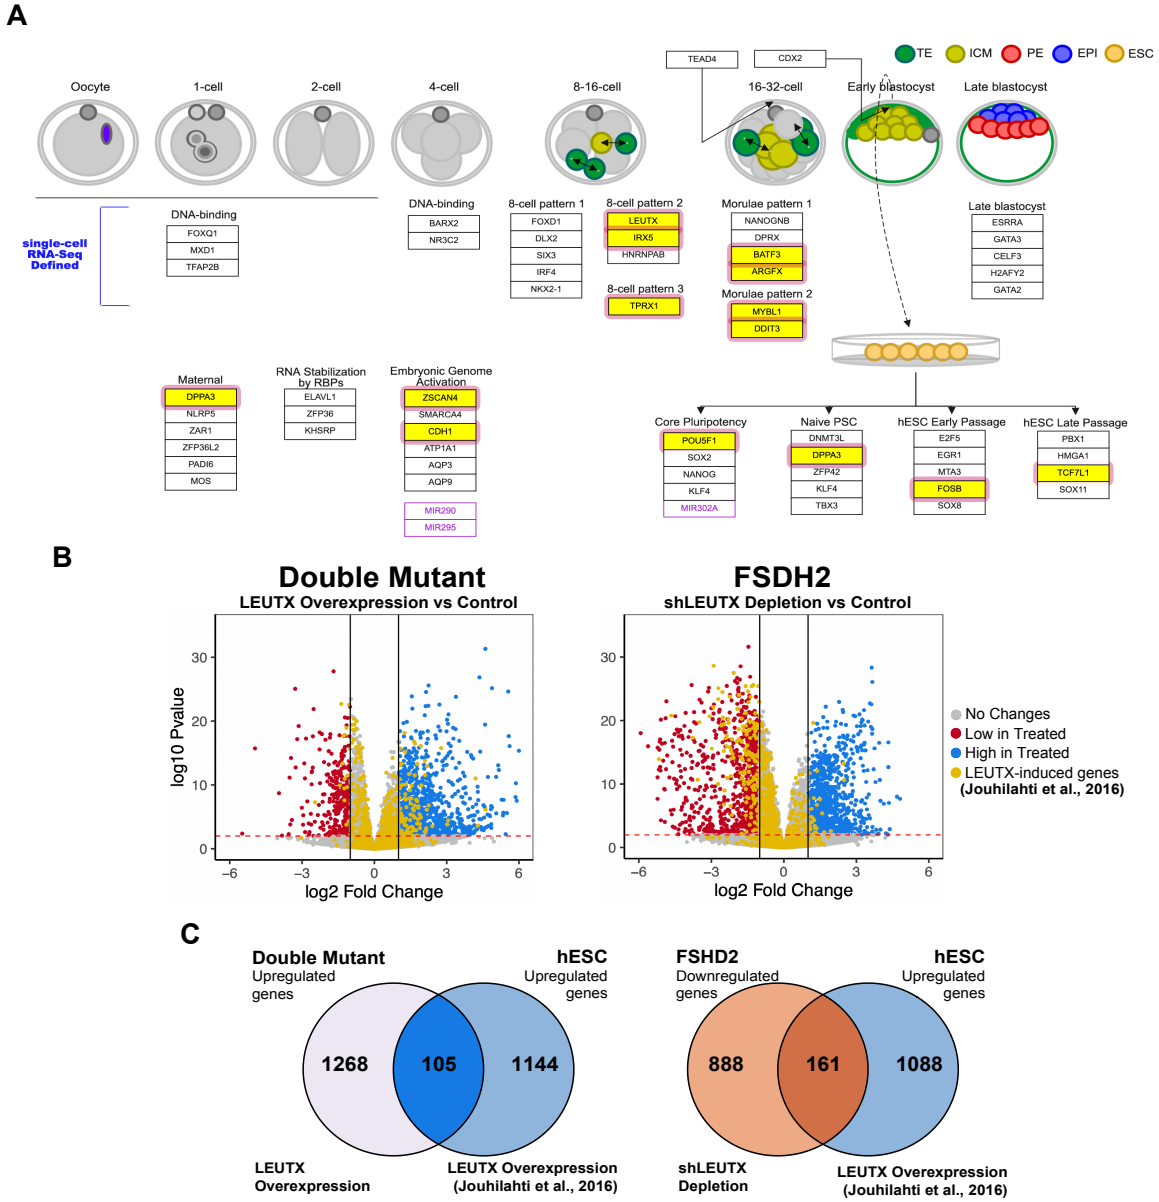 A
TEAD4
CDX2
TE
ICM
PE
EPI
ESC
Oocyte
1-cell
2-cell
4-cell
8-16-cell
16-32-cell
Early blastocyst
Late blastocyst
single-cell
RNA-Seq
Defined
DNA-binding
FOXQ1
MXD1
TFAP2B
DNA-binding
BARX2
NR3C2
8-cell pattern 1
FOXD1
DLX2
SIX3
IRF4
NKX2-1
8-cell pattern 2
LEUTX
IRX5
HNRNPAB
8-cell pattern 3
TPRX1
Morulae pattern 1
NANOGNB
DPRX
BATF3
ARGFX
Morulae pattern 2
MYBL1
DDIT3
Late blastocyst
ESRRA
GATA3
CELF3
H2AFY2
GATA2
Maternal
DPPA3
NLRP5
ZAR1
ZFP36L2
PADI6
MOS
RNA Stabilization
by RBPs
ELAVL1
ZFP36
KHSRP
Embryonic Genome
Activation
ZSCAN4
SMARCA4
CDH1
ATP1A1
AQP3
AQP9
MIR290
MIR295
Core Pluripotency
POU5F1
SOX2
NANOG
KLF4
MIR302A
Naive PSC
DNMT3L
DPPA3
ZFP42
KLF4
TBX3
hESC Early Passage
E2F5
EGR1
MTA3
FOSB
SOX8
hESC Late Passage
PBX1
HMGA1
TCF7L1
SOX11
B
Double Mutant
LEUTX Overexpression vs Control
log10 Pvalue
30
20
10
0
-6
-3
0
3
6
log2 Fold Change
FSDH2
shLEUTX Depletion vs Control
30
20
10
0
-6
-3
0
3
6
log2 Fold Change
No Changes
Low in Treated
High in Treated
LEUTX-induced genes
(Jouhilahti et al., 2016)
C
Double Mutant
Upregulated
genes
hESC
Upregulated
genes
1268
105
1144
LEUTX
Overexpression
LEUTX Overexpression
(Jouhilahti et al., 2016)
FSHD2
Downregulated
genes
hESC
Upregulated
genes
888
161
1088
shLEUTX
Depletion
LEUTX Overexpression
(Jouhilahti et al., 2016)